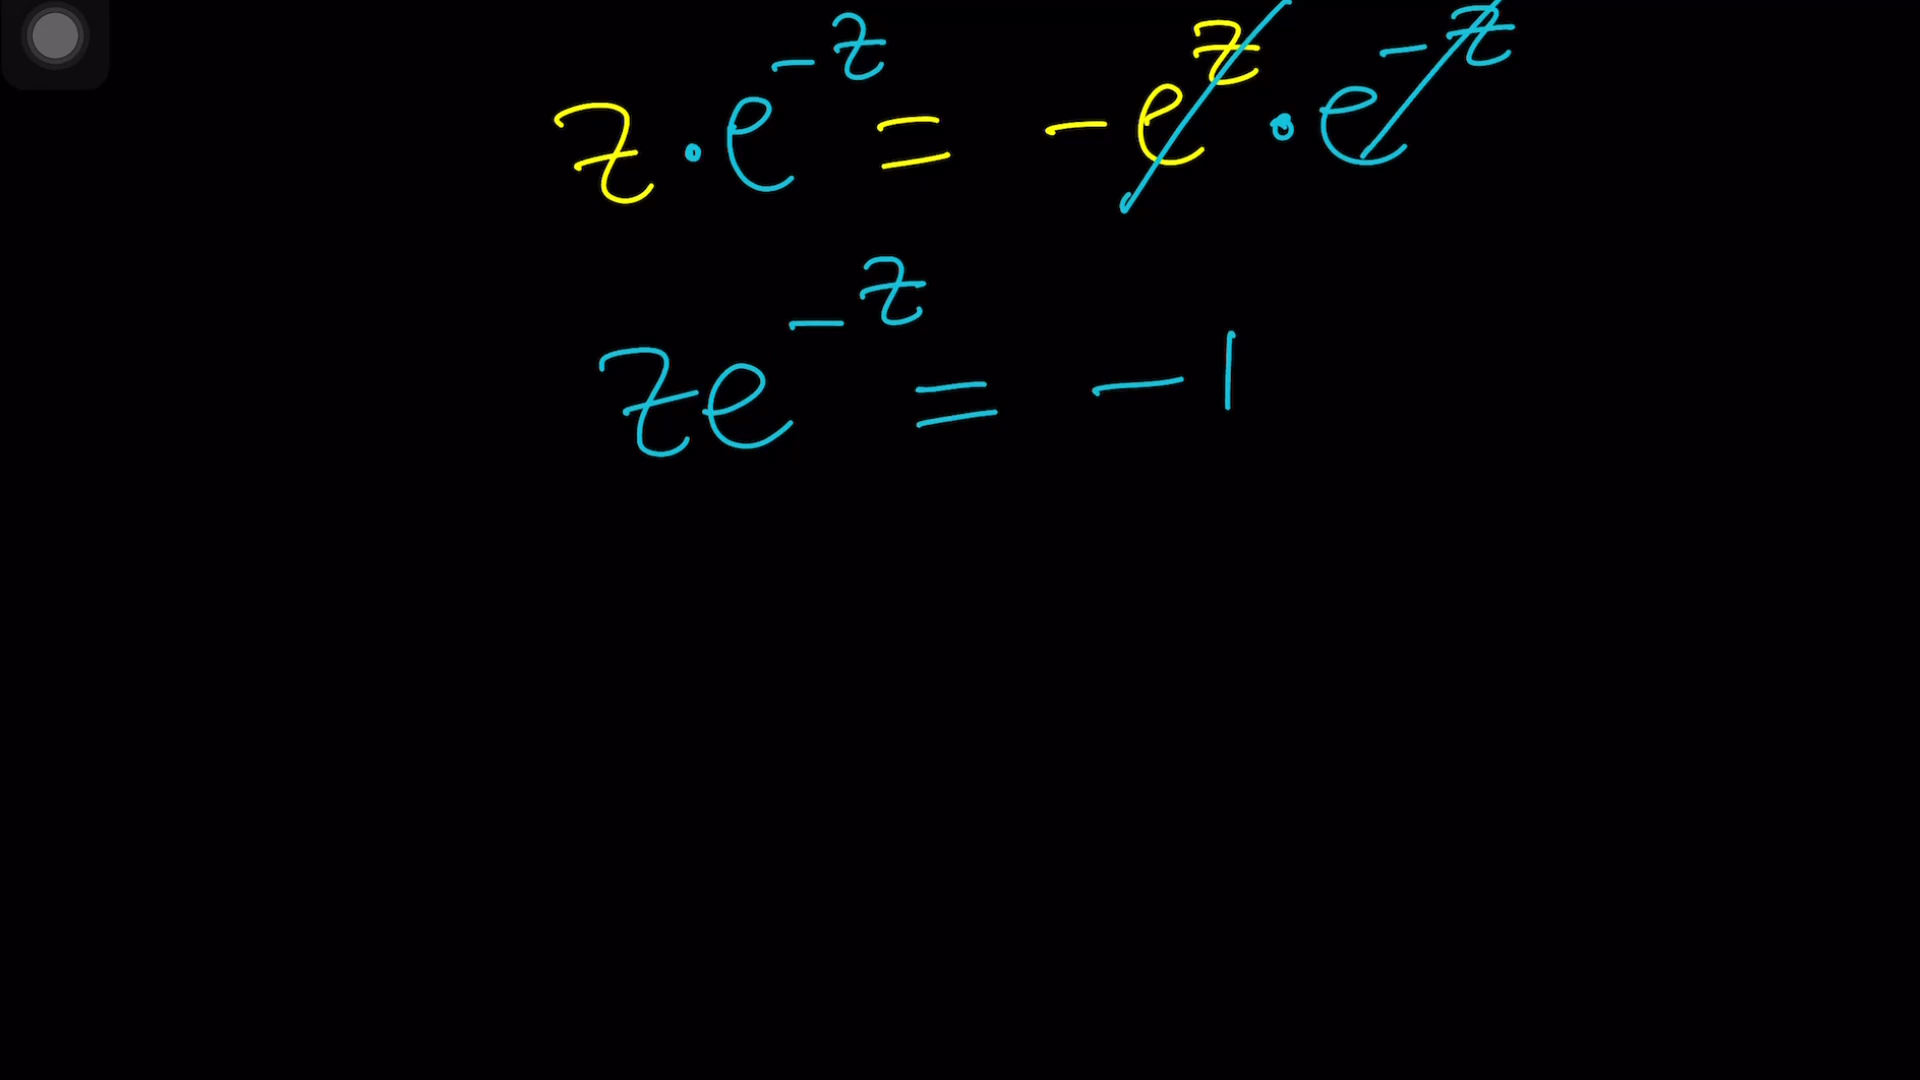 z · e^{-z} = -e^{z} · e^{-z}
ze^{-z} = -1